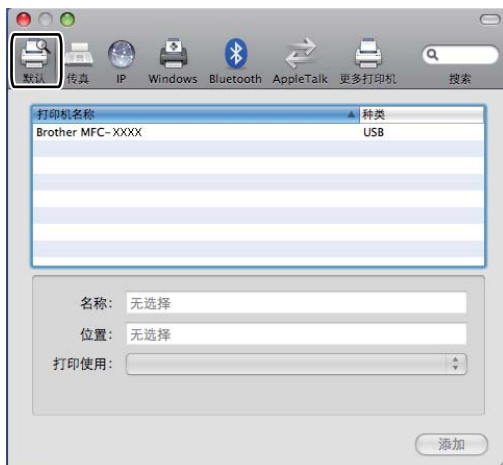 默认 传真 IP Windows Bluetooth AppleTalk 更多打印机 搜索
打印机名称 种类
Brother MFC-XXXX USB
名称： 无选择
位置： 无选择
打印使用：
添加